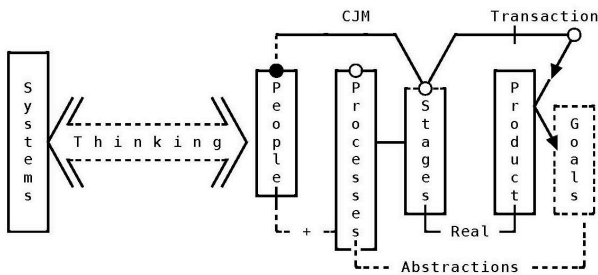 CJM
Transaction
Systems
Thinking
People
Processes
Stages
Product
Goals
+
Real
Abstractions